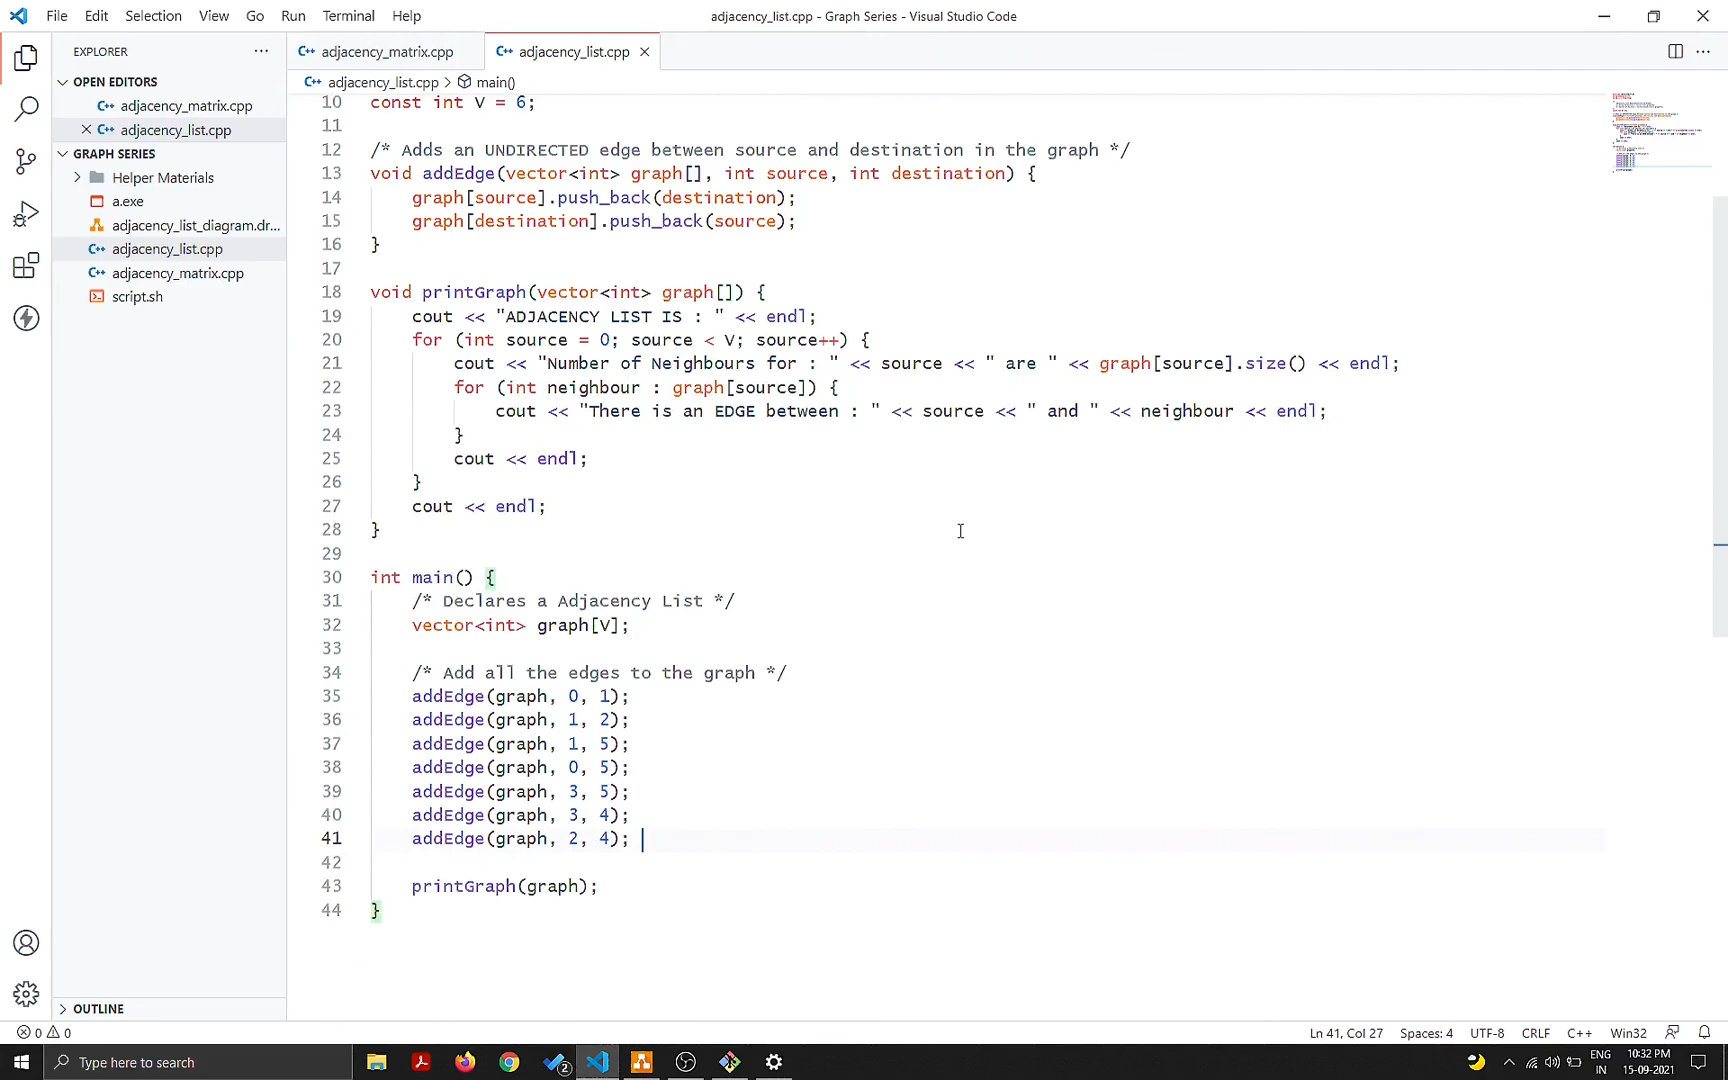 File Edit Selection View Go Run Terminal Help
adjacency_list.cpp - Graph Series - Visual Studio Code
EXPLORER
OPEN EDITORS
adjacency_matrix.cpp
adjacency_list.cpp
GRAPH SERIES
Helper Materials
a.exe
adjacency_list_diagram.dr...
adjacency_list.cpp
adjacency_matrix.cpp
script.sh
OUTLINE
adjacency_matrix.cpp adjacency_list.cpp
adjacency_list.cpp > main()
10 const int V = 6;
11
12 /* Adds an UNDIRECTED edge between source and destination in the graph */
13 void addEdge(vector<int> graph[], int source, int destination) {
14 graph[source].push_back(destination);
15 graph[destination].push_back(source);
16 }
17
18 void printGraph(vector<int> graph[]) {
19 cout << "ADJACENCY LIST IS : " << endl;
20 for (int source = 0; source < V; source++) {
21 cout << "Number of Neighbours for : " << source << " are " << graph[source].size() << endl;
22 for (int neighbour : graph[source]) {
23 cout << "There is an EDGE between : " << source << " and " << neighbour << endl;
24 }
25 cout << endl;
26 }
27 cout << endl;
28 }
29
30 int main() {
31 /* Declares a Adjacency List */
32 vector<int> graph[V];
33
34 /* Add all the edges to the graph */
35 addEdge(graph, 0, 1);
36 addEdge(graph, 1, 2);
37 addEdge(graph, 1, 5);
38 addEdge(graph, 0, 5);
39 addEdge(graph, 3, 5);
40 addEdge(graph, 3, 4);
41 addEdge(graph, 2, 4);
42
43 printGraph(graph);
44 }
0 0
Ln 41, Col 27 Spaces: 4 UTF-8 CRLF C++ Win32
Type here to search
2
ENG
IN
10:32 PM
15-09-2021